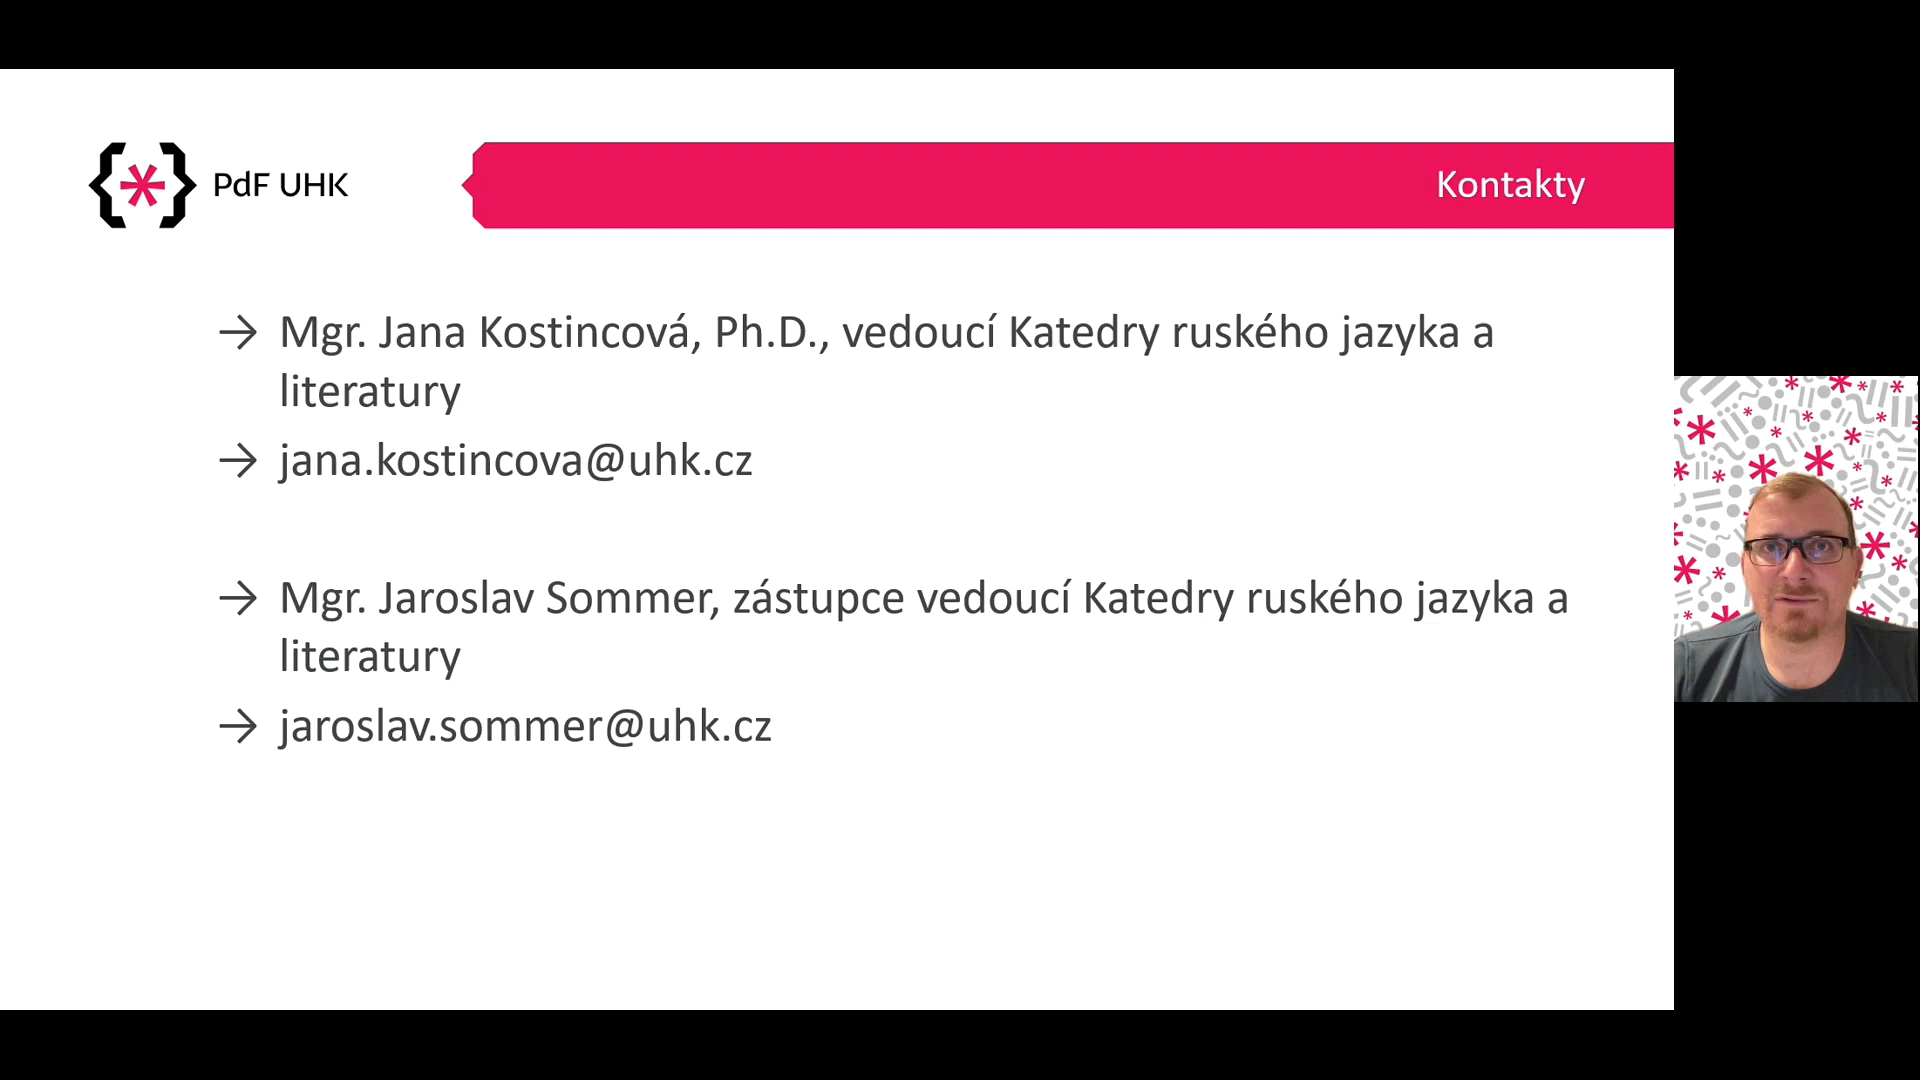 PdF UHK
Kontakty
→ Mgr. Jana Kostincová, Ph.D., vedoucí Katedry ruského jazyka a
literatury
→ jana.kostincova@uhk.cz
→ Mgr. Jaroslav Sommer, zástupce vedoucí Katedry ruského jazyka a
literatury
→ jaroslav.sommer@uhk.cz